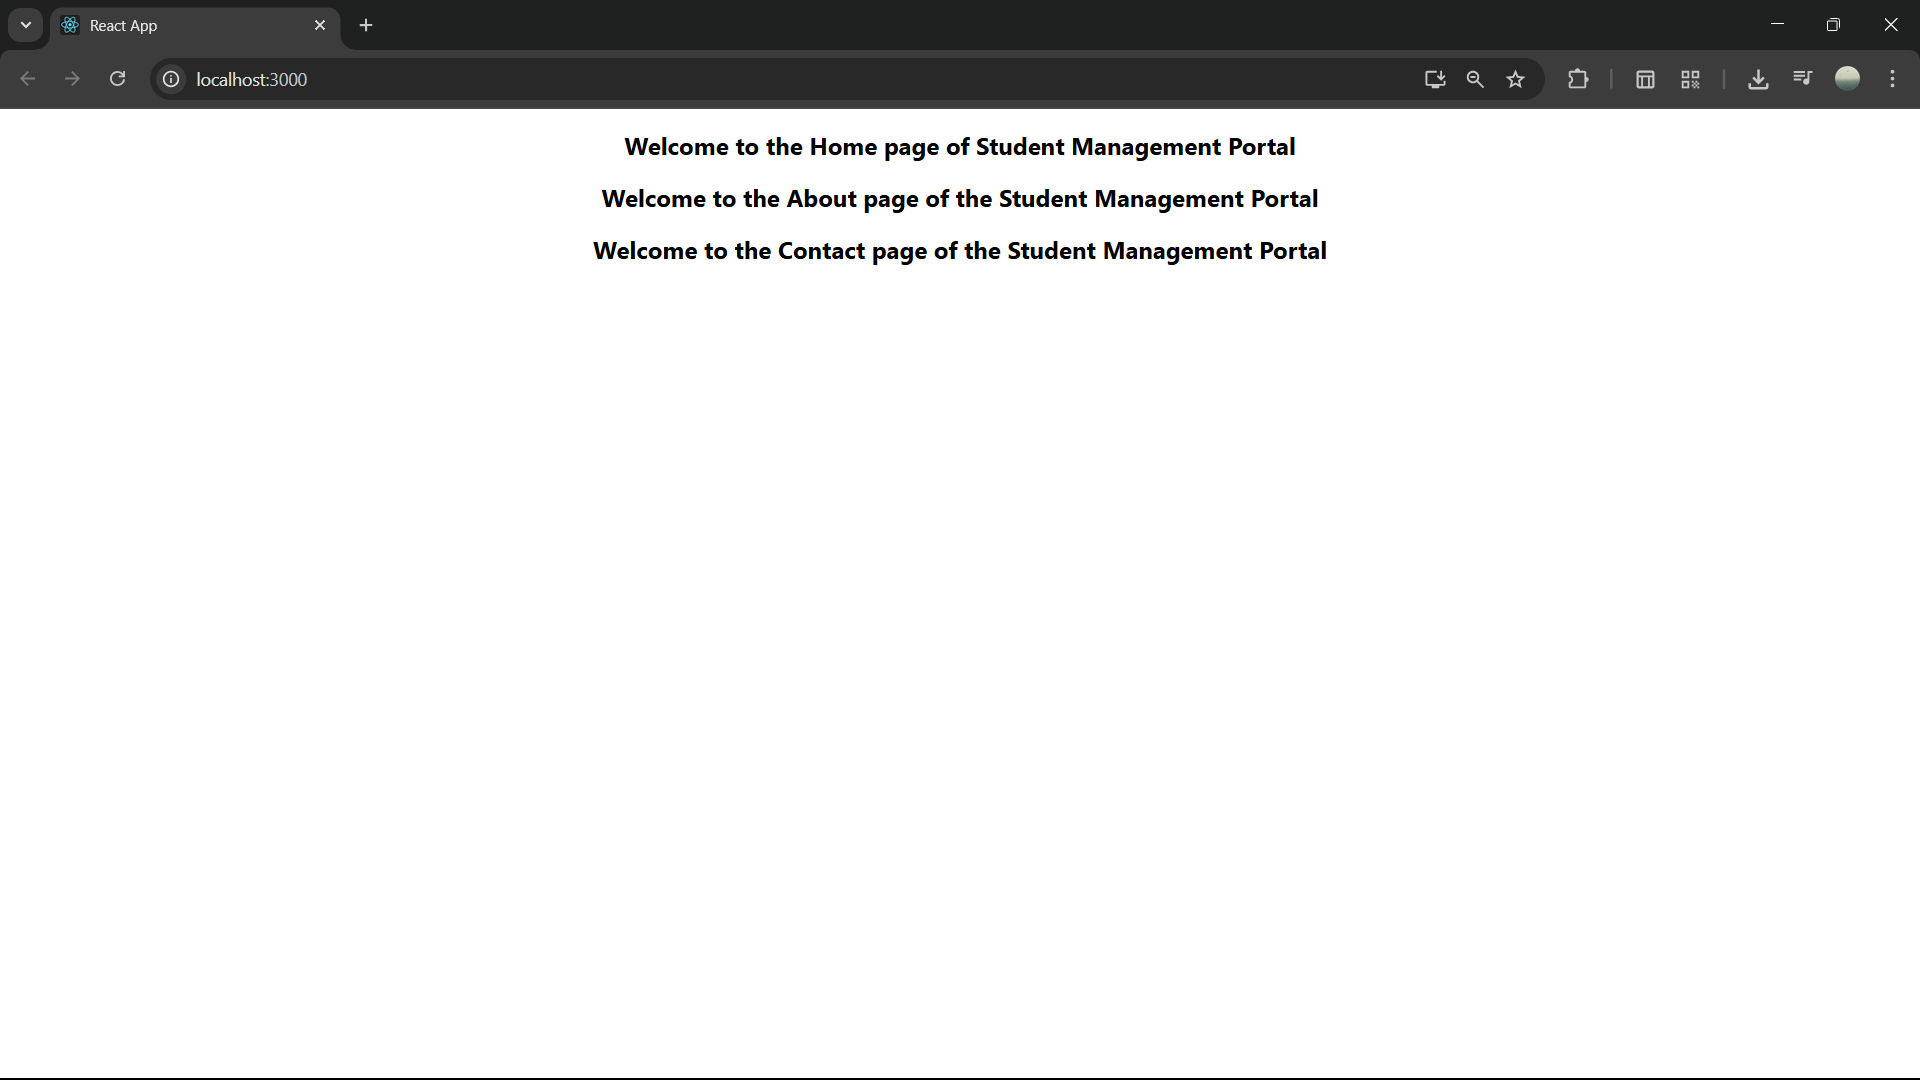 React App
localhost:3000
Welcome to the Home page of Student Management Portal
Welcome to the About page of the Student Management Portal
Welcome to the Contact page of the Student Management Portal